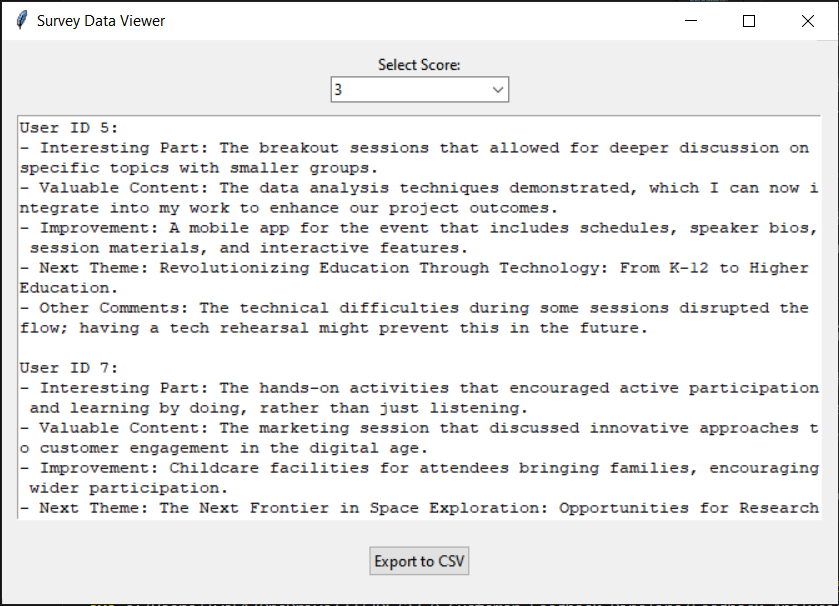 Survey Data Viewer
Select Score:
3
User ID 5:
- Interesting Part: The breakout sessions that allowed for deeper discussion on
specific topics with smaller groups.
- Valuable Content: The data analysis techniques demonstrated, which I can now i
ntegrate into my work to enhance our project outcomes.
- Improvement: A mobile app for the event that includes schedules, speaker bios,
session materials, and interactive features.
- Next Theme: Revolutionizing Education Through Technology: From K-12 to Higher
Education.
- Other Comments: The technical difficulties during some sessions disrupted the
flow; having a tech rehearsal might prevent this in the future.
User ID 7:
- Interesting Part: The hands-on activities that encouraged active participation
and learning by doing, rather than just listening.
- Valuable Content: The marketing session that discussed innovative approaches t
o customer engagement in the digital age.
- Improvement: Childcare facilities for attendees bringing families, encouraging
wider participation.
- Next Theme: The Next Frontier in Space Exploration: Opportunities for Research
Export to CSV